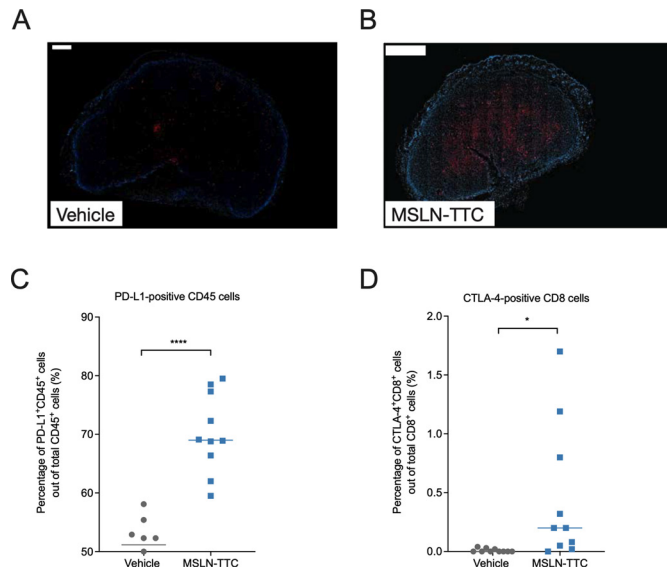 A
B
Vehicle
MSLN-TTC
C
D
PD-L1-positive CD45 cells
CTLA-4-positive CD8 cells
Percentage of PD-L1⁺CD45⁺ cells
out of total CD45⁺ cells (%)
90
80
70
60
50
****
Vehicle
MSLN-TTC
Percentage of CTLA-4⁺CD8⁺ cells
out of total CD8⁺ cells (%)
2.0
1.5
1.0
0.5
0.0
*
Vehicle
MSLN-TTC